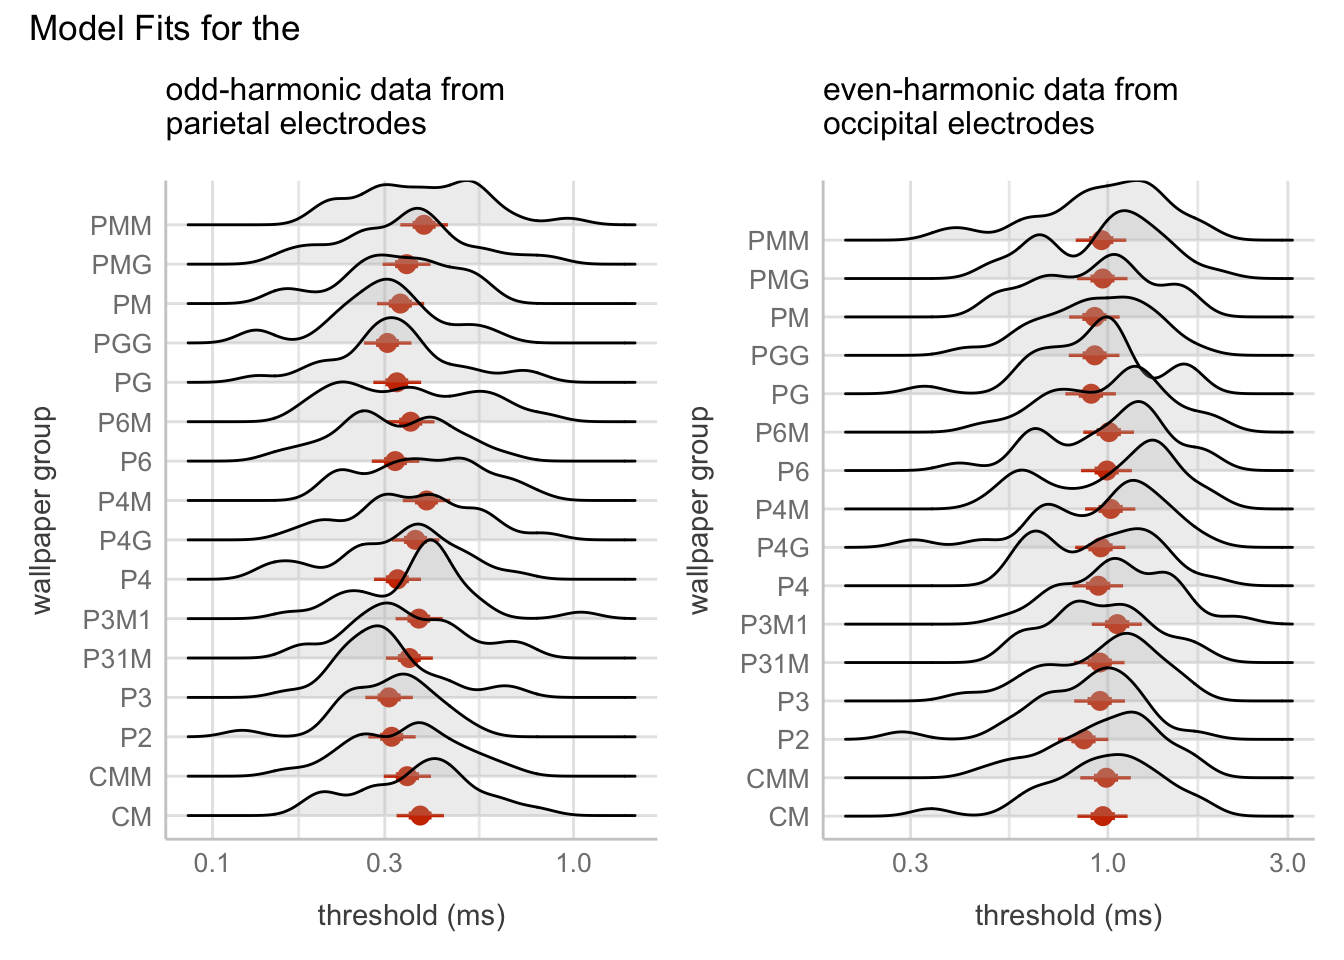 Model Fits for the
odd-harmonic data from
parietal electrodes
wallpaper group
PMM
PMG
PM
PGG
PG
P6M
P6
P4M
P4G
P4
P3M1
P31M
P3
P2
CMM
CM
0.1
0.3
1.0
threshold (ms)
even-harmonic data from
occipital electrodes
wallpaper group
PMM
PMG
PM
PGG
PG
P6M
P6
P4M
P4G
P4
P3M1
P31M
P3
P2
CMM
CM
0.3
1.0
3.0
threshold (ms)